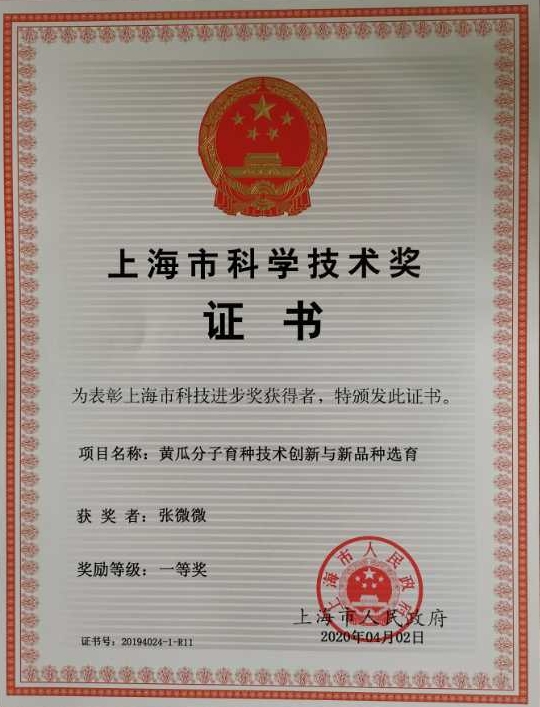 上海市科学技术奖
证书
为表彰上海市科技进步奖获得者，特颁发此证书。
项目名称：黄瓜分子育种技术创新与新品种选育
获奖者：张微微
奖励等级：一等奖
上海市人民政府
上海市人民政府
2020年04月02日
证书号：20194024-1-R11